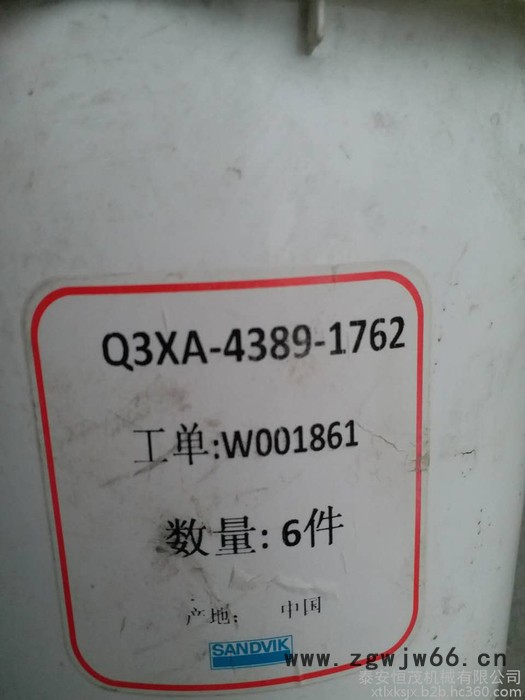 Q3XA-4389-1762
工单:W001861
数量: 6件
产地: 中国
SANDVIK
www.zgwjw66.cn
泰安恒茂机械有限公司
xtlxksjx.b2b.hc360.com